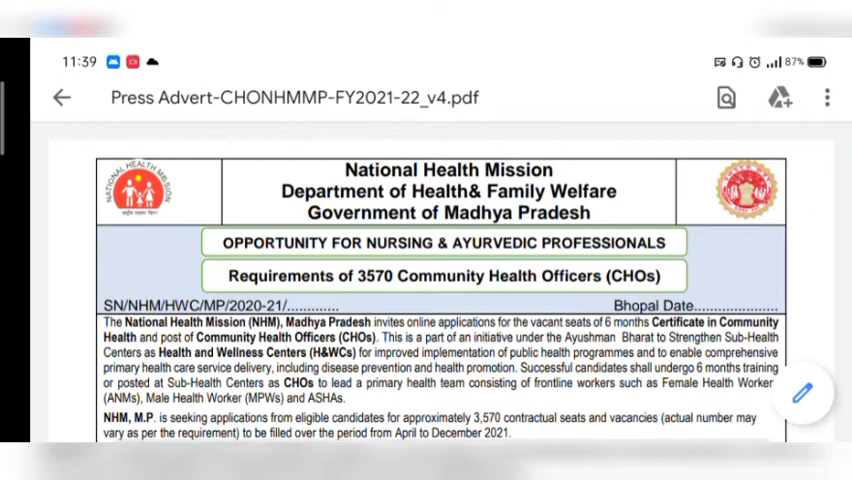 11:39
87%
Press Advert-CHONHMMP-FY2021-22_v4.pdf
NATIONAL HEALTH MISSION
National Health Mission
Department of Health& Family Welfare
Government of Madhya Pradesh
OPPORTUNITY FOR NURSING & AYURVEDIC PROFESSIONALS
Requirements of 3570 Community Health Officers (CHOs)
SN/NHM/HWC/MP/2020-21/............. Bhopal Date.....................
The National Health Mission (NHM), Madhya Pradesh invites online applications for the vacant seats of 6 months Certificate in Community
Health and post of Community Health Officers (CHOs). This is a part of an initiative under the Ayushman Bharat to Strengthen Sub-Health
Centers as Health and Wellness Centers (H&WCs) for improved implementation of public health programmes and to enable comprehensive
primary health care service delivery, including disease prevention and health promotion. Successful candidates shall undergo 6 months training
or posted at Sub-Health Centers as CHOs to lead a primary health team consisting of frontline workers such as Female Health Worker
(ANMs), Male Health Worker (MPWs) and ASHAs.
NHM, M.P. is seeking applications from eligible candidates for approximately 3,570 contractual seats and vacancies (actual number may
vary as per the requirement) to be filled over the period from April to December 2021.